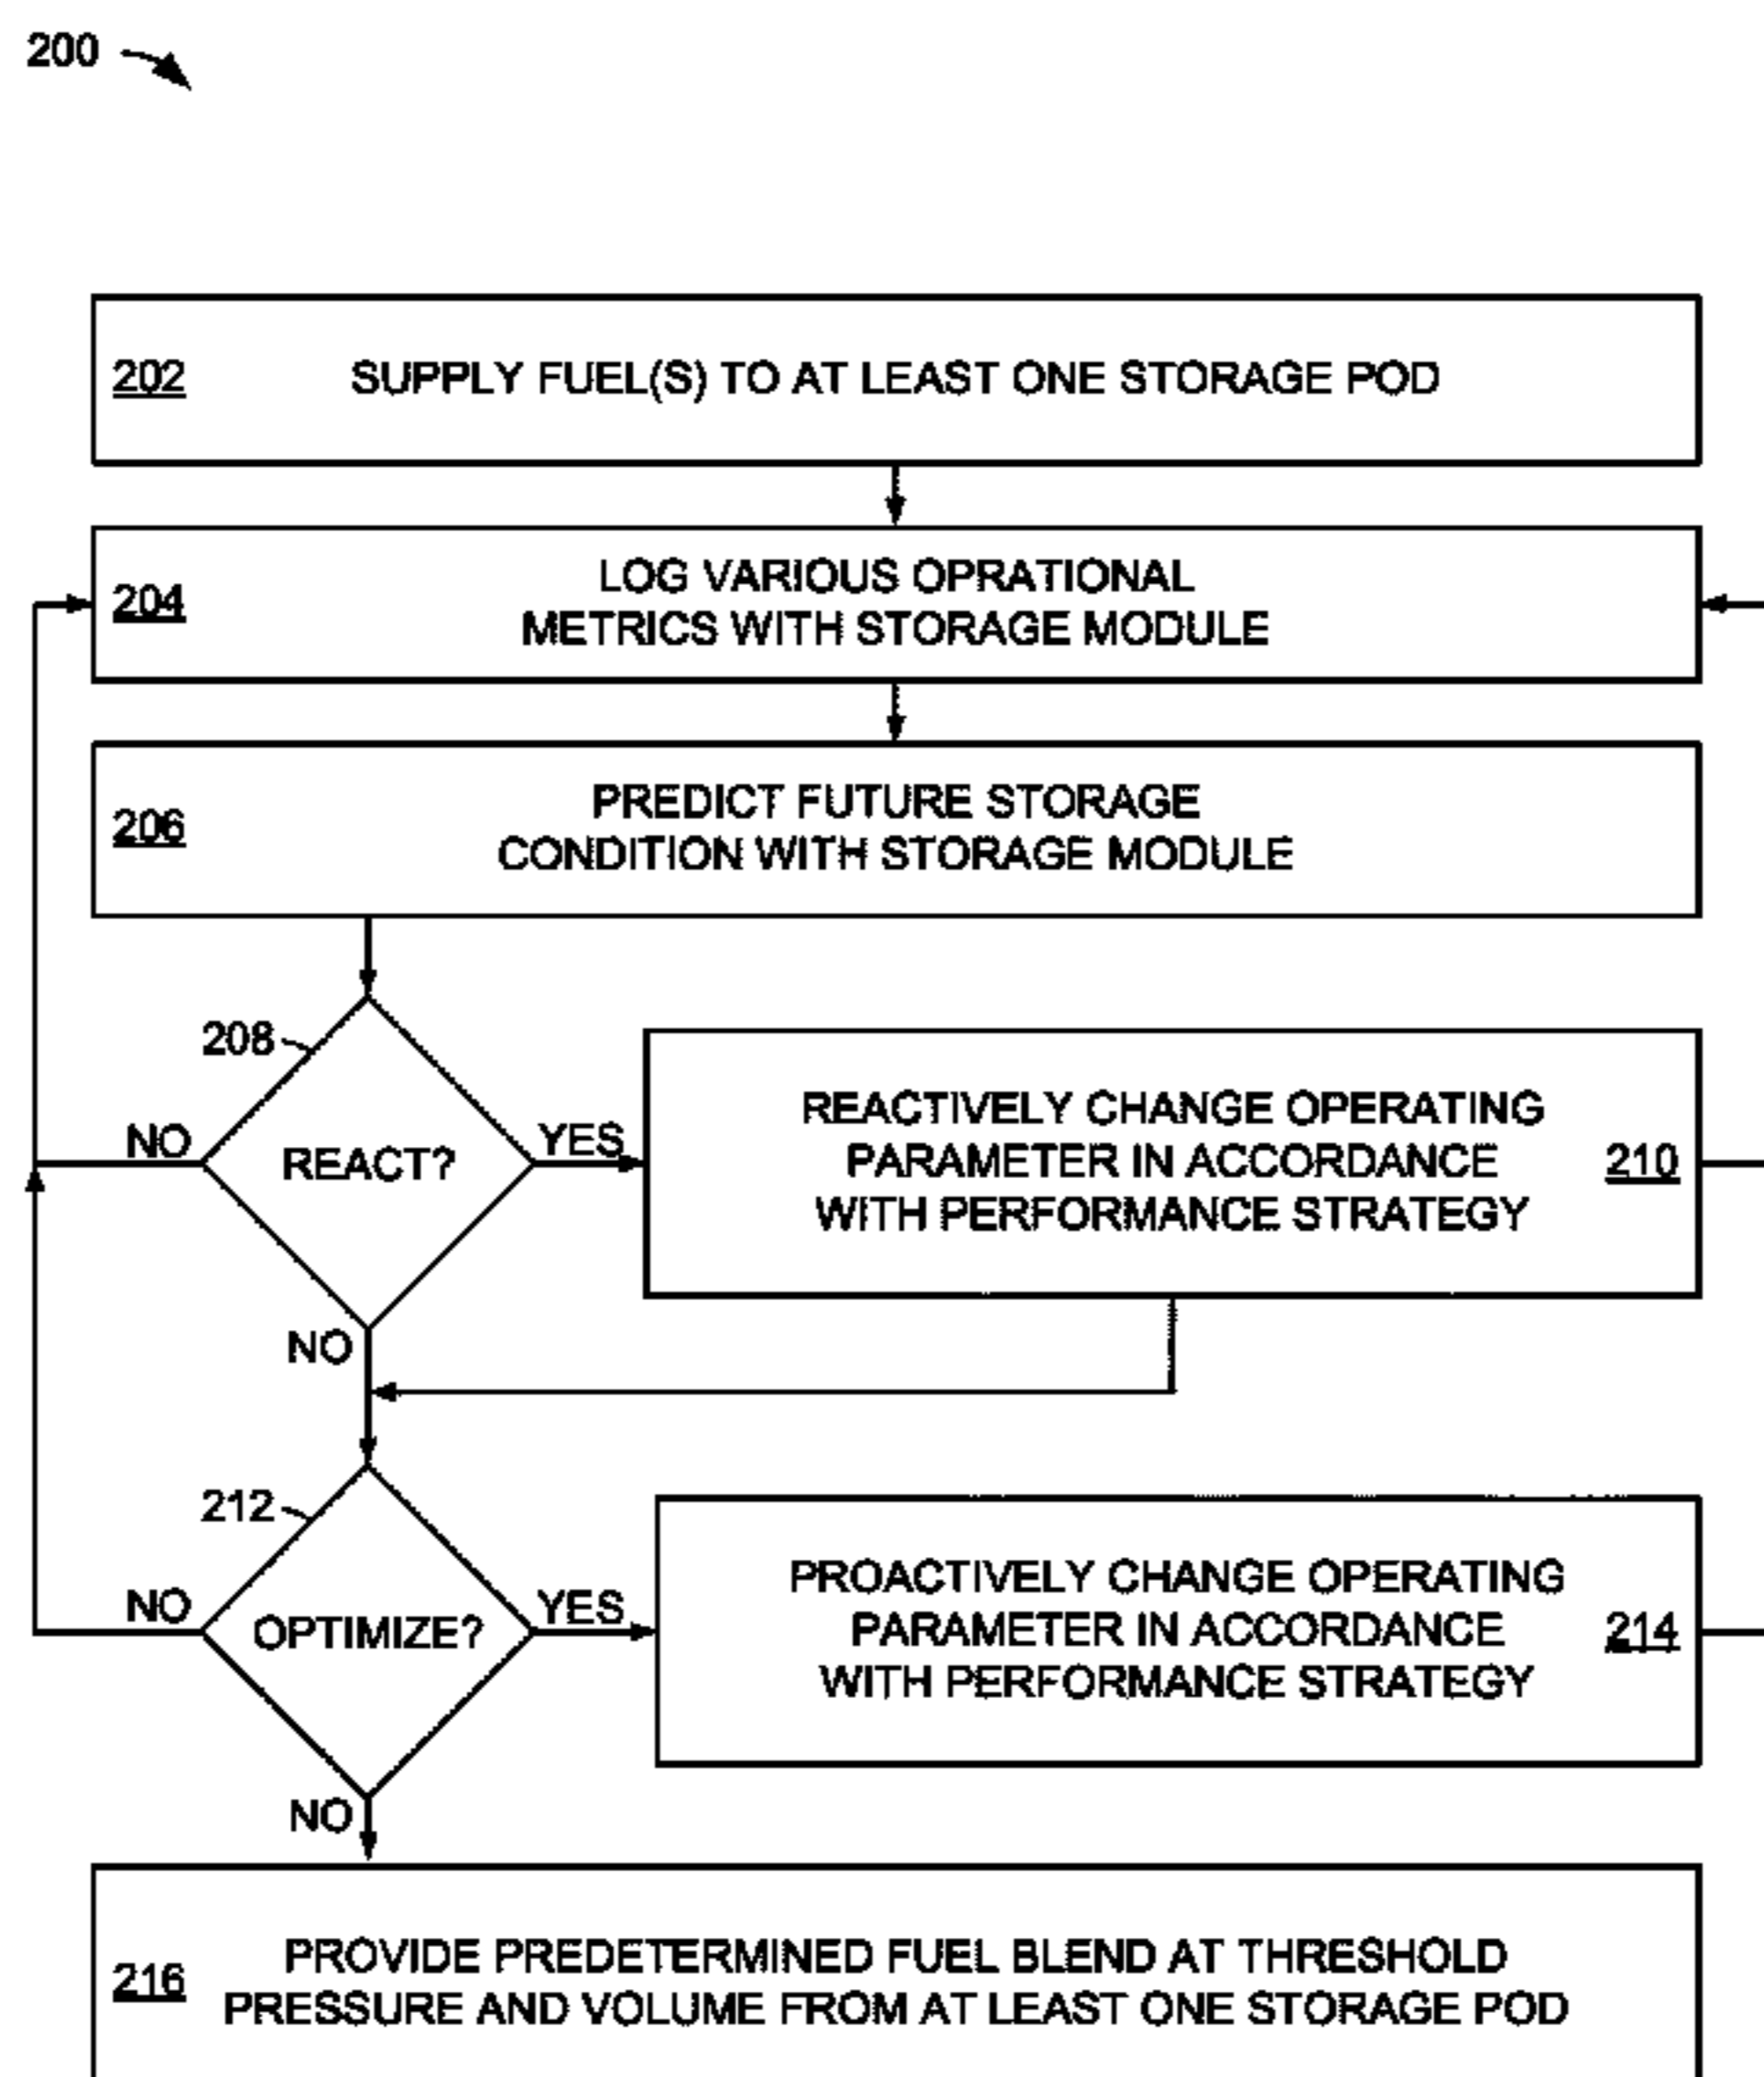 200
202 SUPPLY FUEL(S) TO AT LEAST ONE STORAGE POD
204
LOG VARIOUS OPRATIONAL
METRICS WITH STORAGE MODULE
206
PREDICT FUTURE STORAGE
CONDITION WITH STORAGE MODULE
208
NO
REACT?
YES
NO
REACTIVELY CHANGE OPERATING
PARAMETER IN ACCORDANCE
WITH PERFORMANCE STRATEGY
210
212
NO
OPTIMIZE?
YES
NO
PROACTIVELY CHANGE OPERATING
PARAMETER IN ACCORDANCE
WITH PERFORMANCE STRATEGY
214
216
PROVIDE PREDETERMINED FUEL BLEND AT THRESHOLD
PRESSURE AND VOLUME FROM AT LEAST ONE STORAGE POD